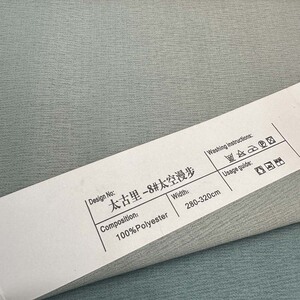 Design No:
太古里 -8#太空漫步
Composition:
100%Polyester
Width:
280-320cm
Washing instructions:
Usage guide: